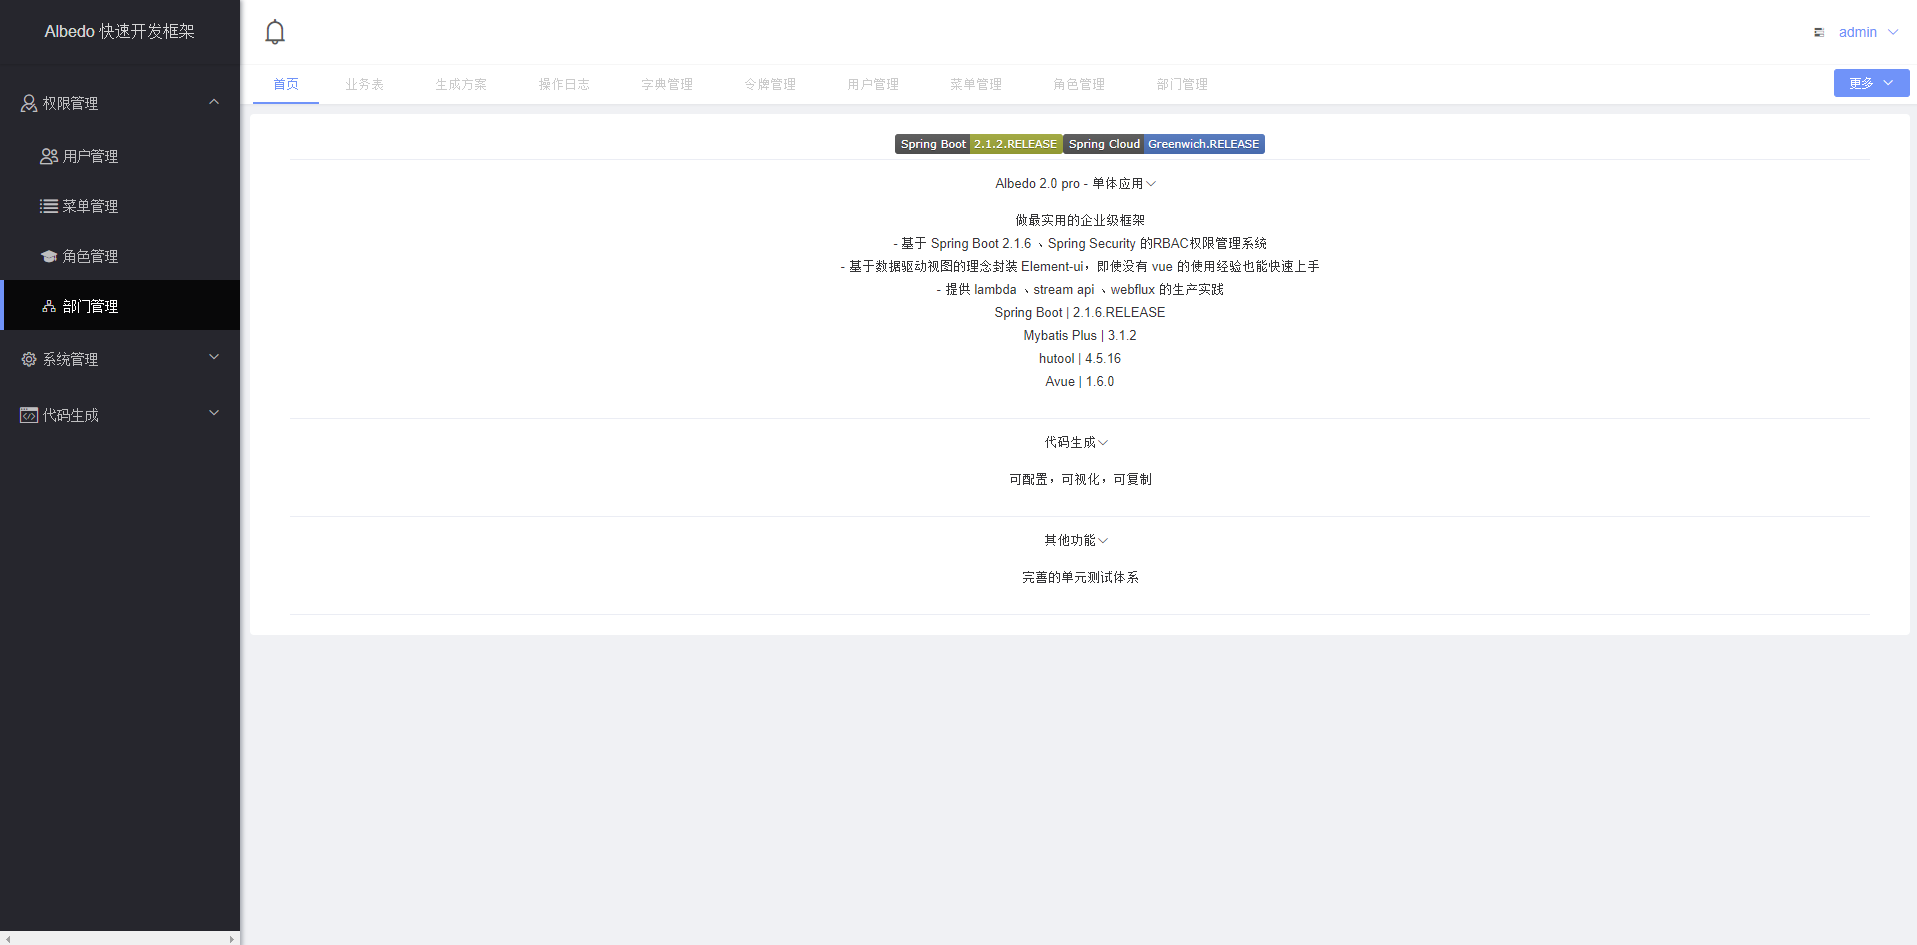 Albedo 快速开发框架
admin
首页 业务表 生成方案 操作日志 字典管理 令牌管理 用户管理 菜单管理 角色管理 部门管理 更多
权限管理
用户管理
菜单管理
角色管理
部门管理
系统管理
代码生成
Spring Boot 2.1.2.RELEASE Spring Cloud Greenwich.RELEASE
Albedo 2.0 pro - 单体应用
做最实用的企业级框架
- 基于 Spring Boot 2.1.6 、Spring Security 的RBAC权限管理系统
- 基于数据驱动视图的理念封装 Element-ui，即使没有 vue 的使用经验也能快速上手
- 提供 lambda 、stream api 、webflux 的生产实践
Spring Boot | 2.1.6.RELEASE
Mybatis Plus | 3.1.2
hutool | 4.5.16
Avue | 1.6.0
代码生成
可配置，可视化，可复制
其他功能
完善的单元测试体系